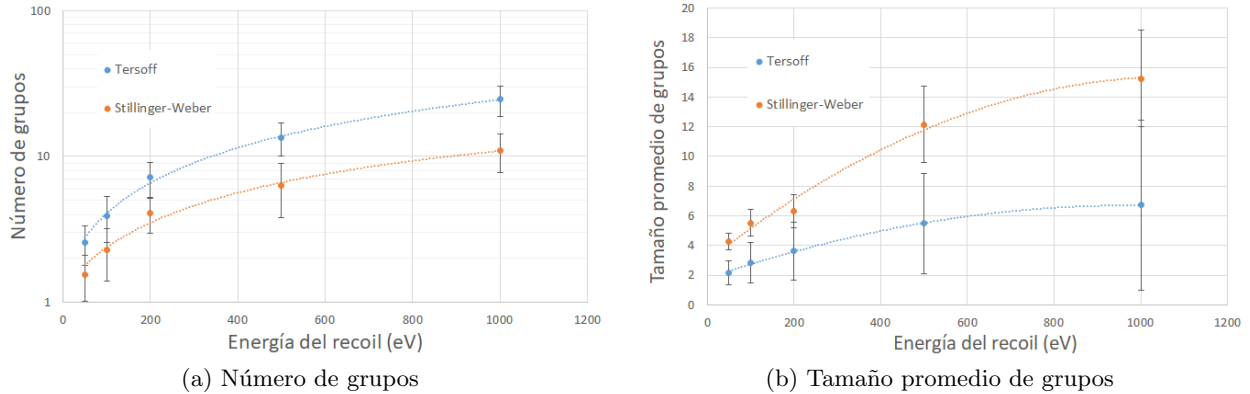 Número de grupos
100
10
1
Tersoff
Stillinger-Weber
0 200 400 600 800 1000 1200
Energía del recoil (eV)
(a) Número de grupos
Tamaño promedio de grupos
20
18
16
14
12
10
8
6
4
2
0
Tersoff
Stillinger-Weber
0 200 400 600 800 1000 1200
Energía del recoil (eV)
(b) Tamaño promedio de grupos